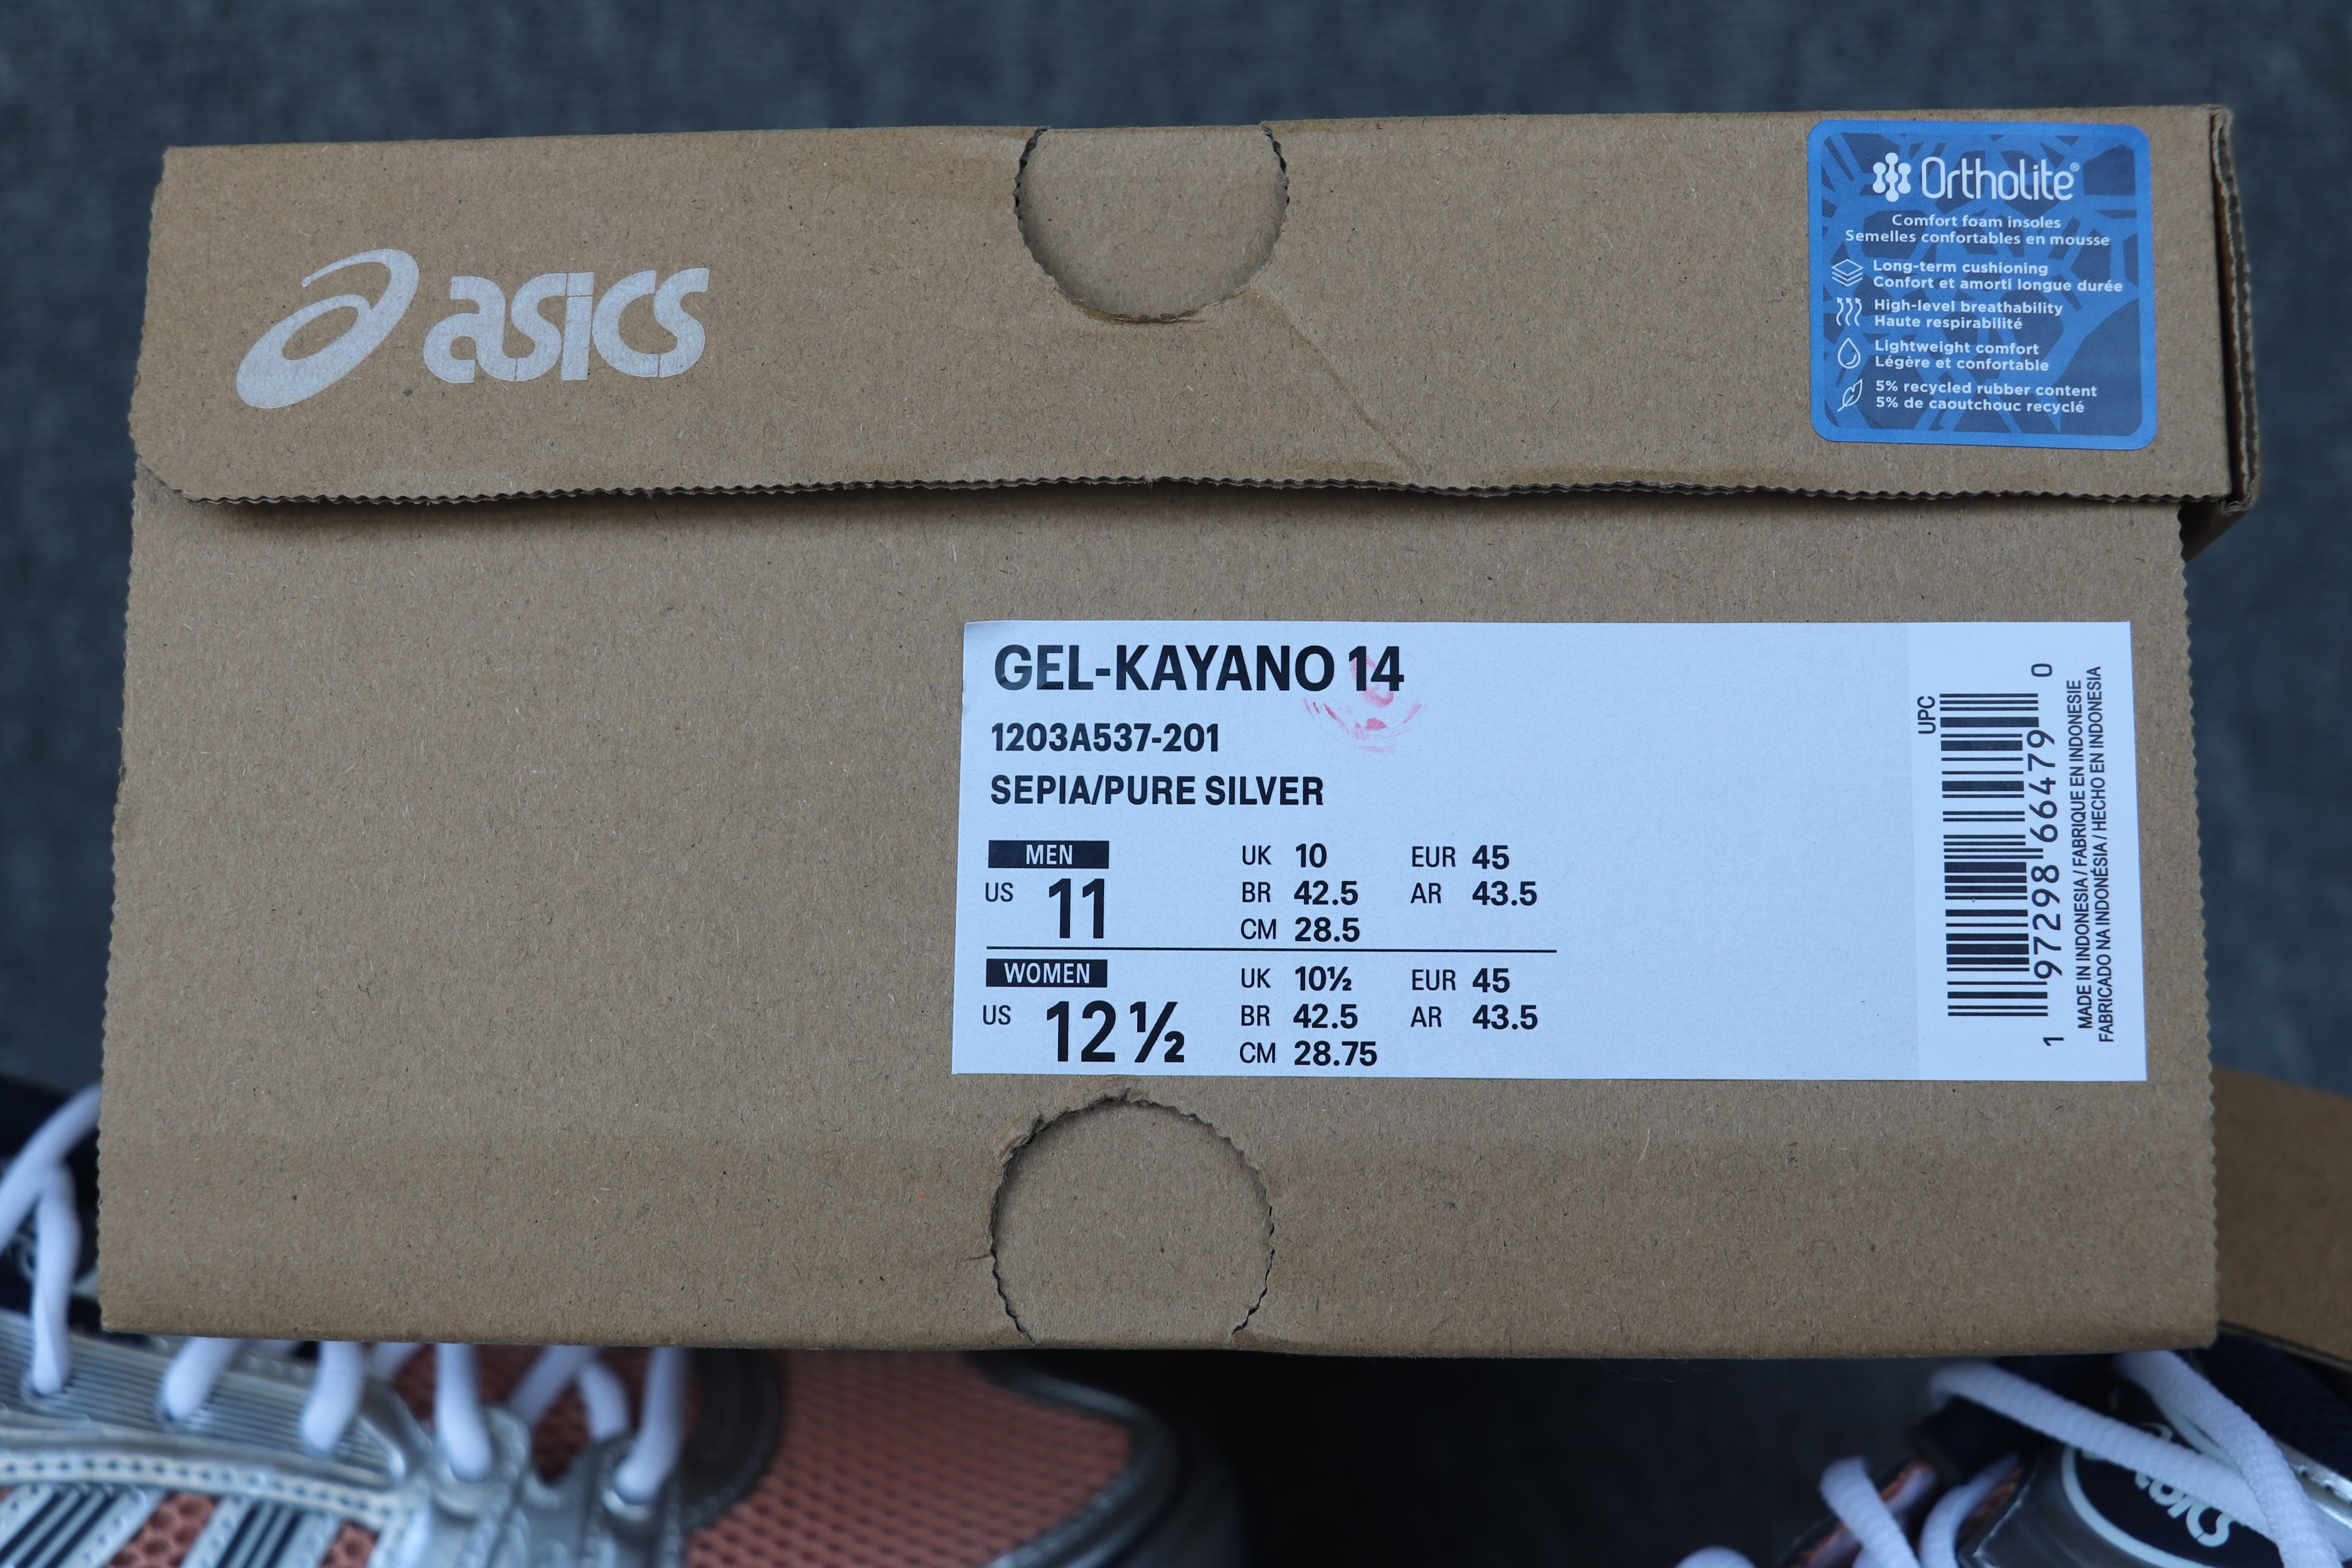 asics
Ortholite®
Comfort foam insoles
Semelles confortables en mousse
Long-term cushioning
Confort et amorti longue durée
High-level breathability
Haute respirabilité
Lightweight comfort
Légère et confortable
5% recycled rubber content
5% de caoutchouc recyclé
GEL-KAYANO 14
1203A537-201
SEPIA/PURE SILVER
MEN
US 11
UK 10 EUR 45
BR 42.5 AR 43.5
CM 28.5
WOMEN
US 12½
UK 10½ EUR 45
BR 42.5 AR 43.5
CM 28.75
UPC
1 97298 66479 0
MADE IN INDONESIA / FABRIQUE EN INDONESIE
FABRICADO NA INDONÉSIA / HECHO EN INDONESIA
asics